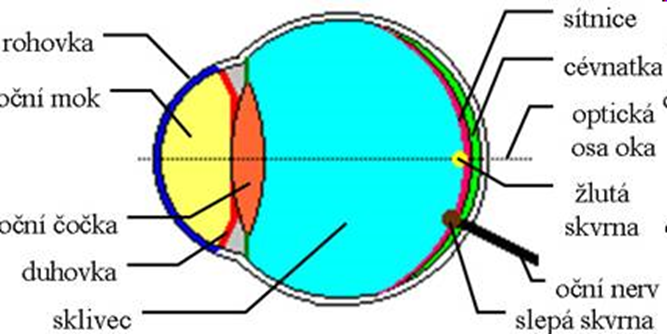 rohovka
oční mok
oční čočka
duhovka
sklivec
sítnice
cévnatka
optická
osa oka
žlutá
skvrna
oční nerv
slepá skvrna